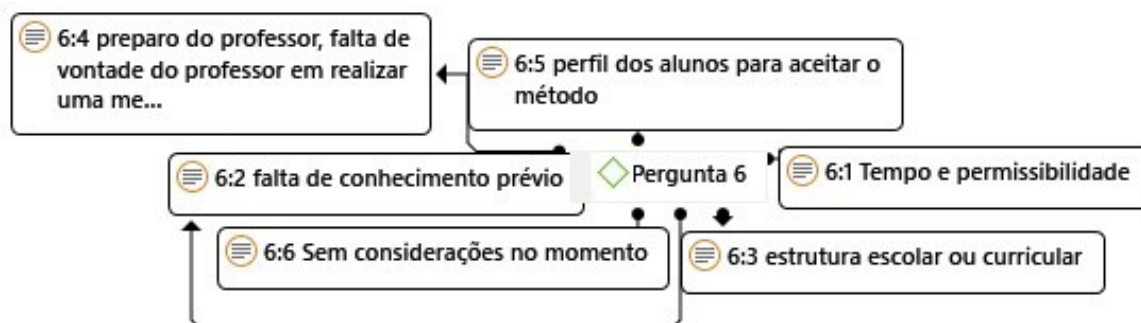 6:4 preparo do professor, falta de
vontade do professor em realizar
uma me...
6:5 perfil dos alunos para aceitar o
método
6:2 falta de conhecimento prévio
Pergunta 6
6:1 Tempo e permissibilidade
6:6 Sem considerações no momento
6:3 estrutura escolar ou curricular